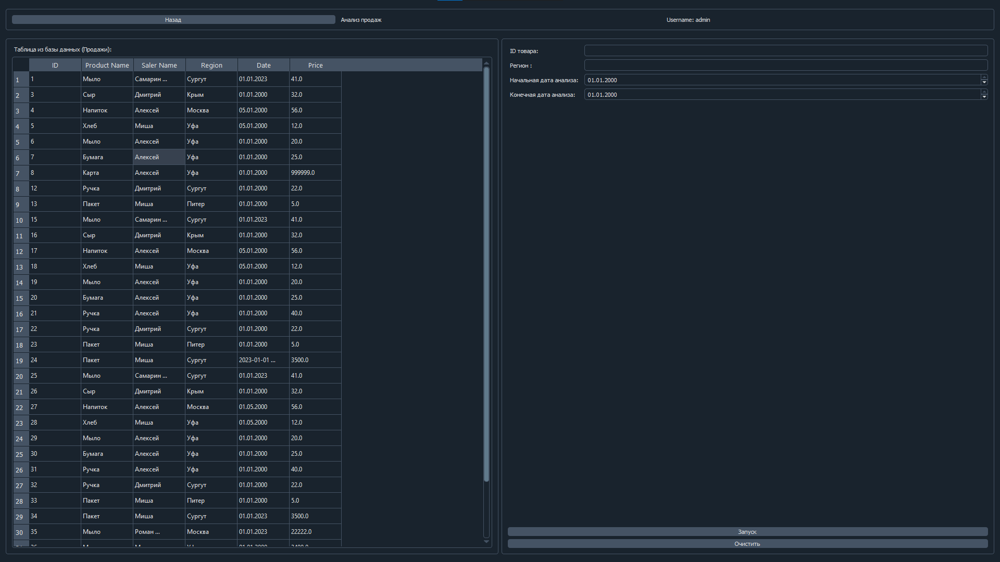 Назад Анализ продаж Username: admin
Таблица из базы данных (Продажи):
ID Product Name Saler Name Region Date Price
1 1 Мыло Самарин ... Сургут 01.01.2023 41.0
2 3 Сыр Дмитрий Крым 01.01.2000 32.0
3 4 Напиток Алексей Москва 05.01.2000 56.0
4 5 Хлеб Миша Уфа 05.01.2000 12.0
5 6 Мыло Алексей Уфа 01.01.2000 20.0
6 7 Бумага Алексей Уфа 01.01.2000 25.0
7 8 Карта Алексей Уфа 01.01.2000 999999.0
8 12 Ручка Дмитрий Сургут 01.01.2000 22.0
9 13 Пакет Миша Питер 01.01.2000 5.0
10 15 Мыло Самарин ... Сургут 01.01.2023 41.0
11 16 Сыр Дмитрий Крым 01.01.2000 32.0
12 17 Напиток Алексей Москва 05.01.2000 56.0
13 18 Хлеб Миша Уфа 05.01.2000 12.0
14 19 Мыло Алексей Уфа 01.01.2000 20.0
15 20 Бумага Алексей Уфа 01.01.2000 25.0
16 21 Ручка Алексей Уфа 01.01.2000 40.0
17 22 Ручка Дмитрий Сургут 01.01.2000 22.0
18 23 Пакет Миша Питер 01.01.2000 5.0
19 24 Пакет Миша Сургут 2023-01-01 ... 3500.0
20 25 Мыло Самарин ... Сургут 01.01.2023 41.0
21 26 Сыр Дмитрий Крым 01.01.2000 32.0
22 27 Напиток Алексей Москва 01.05.2000 56.0
23 28 Хлеб Миша Уфа 01.05.2000 12.0
24 29 Мыло Алексей Уфа 01.01.2000 20.0
25 30 Бумага Алексей Уфа 01.01.2000 25.0
26 31 Ручка Алексей Уфа 01.01.2000 40.0
27 32 Ручка Дмитрий Сургут 01.01.2000 22.0
28 33 Пакет Миша Питер 01.01.2000 5.0
29 34 Пакет Миша Сургут 01.01.2023 3500.0
30 35 Мыло Роман ... Москва 01.01.2023 22222.0
ID товара:
Регион :
Начальная дата анализа: 01.01.2000
Конечная дата анализа: 01.01.2000
Запуск
Очистить